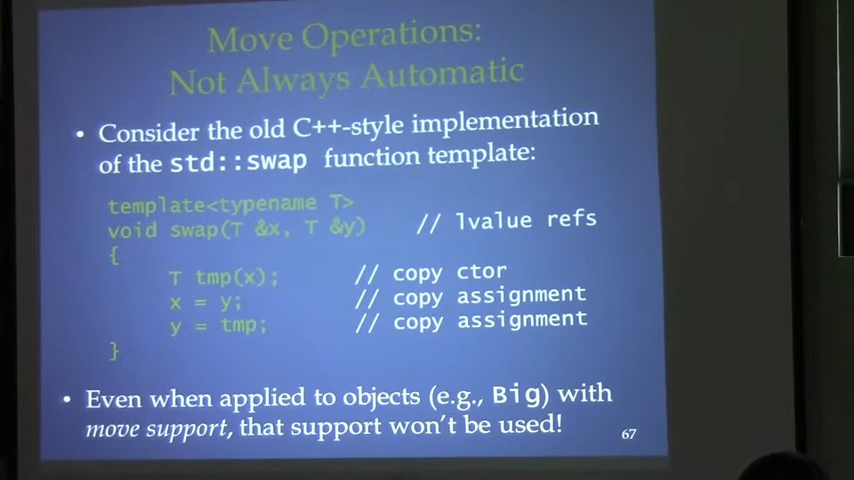 Move Operations:
Not Always Automatic
• Consider the old C++-style implementation
of the std::swap function template:
template<typename T>
void swap(T &x, T &y) // lvalue refs
{
T tmp(x); // copy ctor
x = y; // copy assignment
y = tmp; // copy assignment
}
• Even when applied to objects (e.g., Big) with
move support, that support won't be used!
67